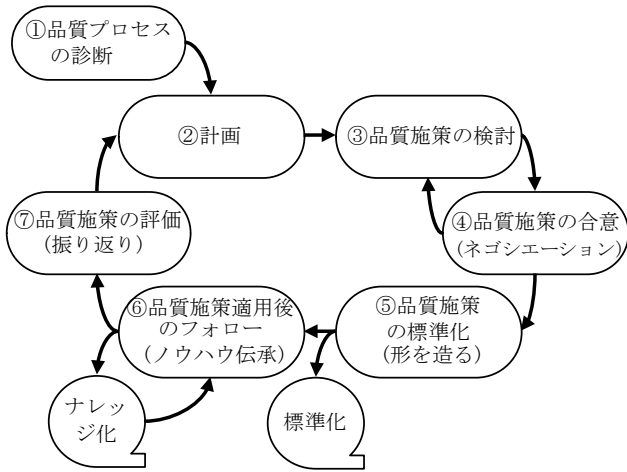 ①品質プロセス
の診断
②計画
③品質施策の検討
④品質施策の合意
(ネゴシエーション)
⑤品質施策
の標準化
(形を造る)
⑥品質施策適用後
のフォロー
(ノウハウ伝承)
⑦品質施策の評価
(振り返り)
ナレッ
ジ化
標準化